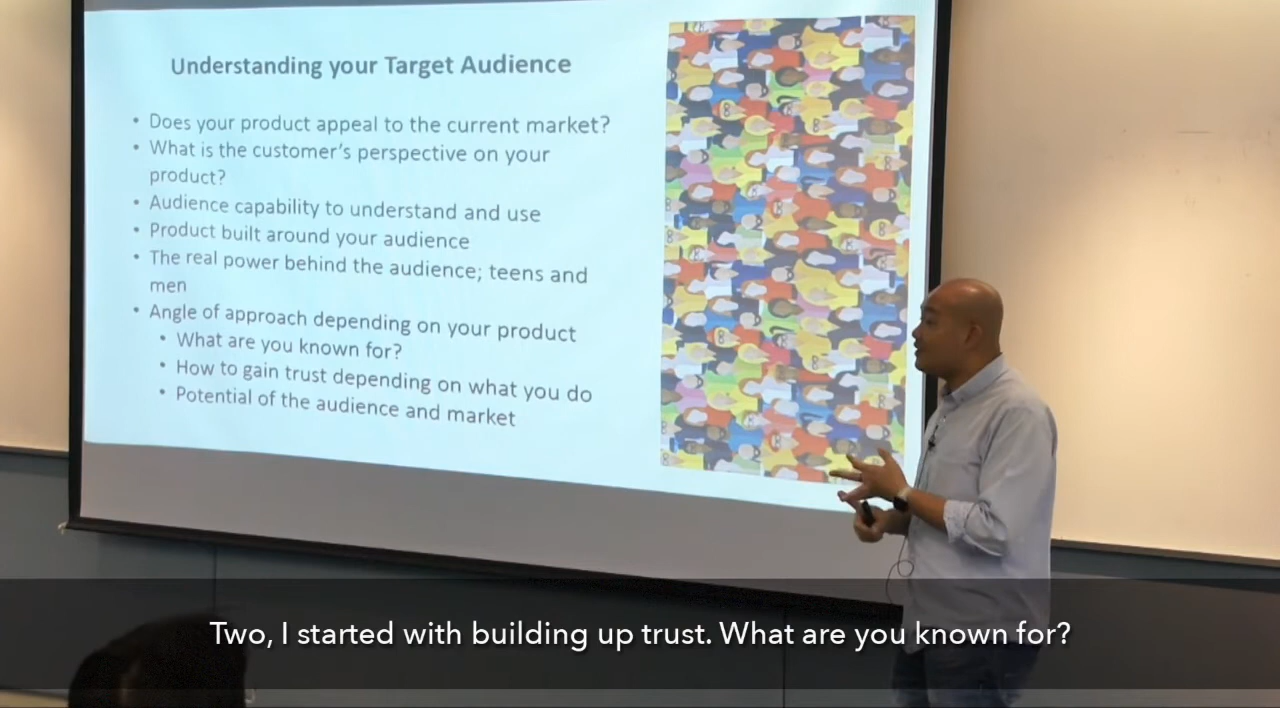 Understanding your Target Audience
• Does your product appeal to the current market?
• What is the customer's perspective on your
product?
• Audience capability to understand and use
• Product built around your audience
• The real power behind the audience; teens and
men
• Angle of approach depending on your product
• What are you known for?
• How to gain trust depending on what you do
• Potential of the audience and market
Two, I started with building up trust. What are you known for?